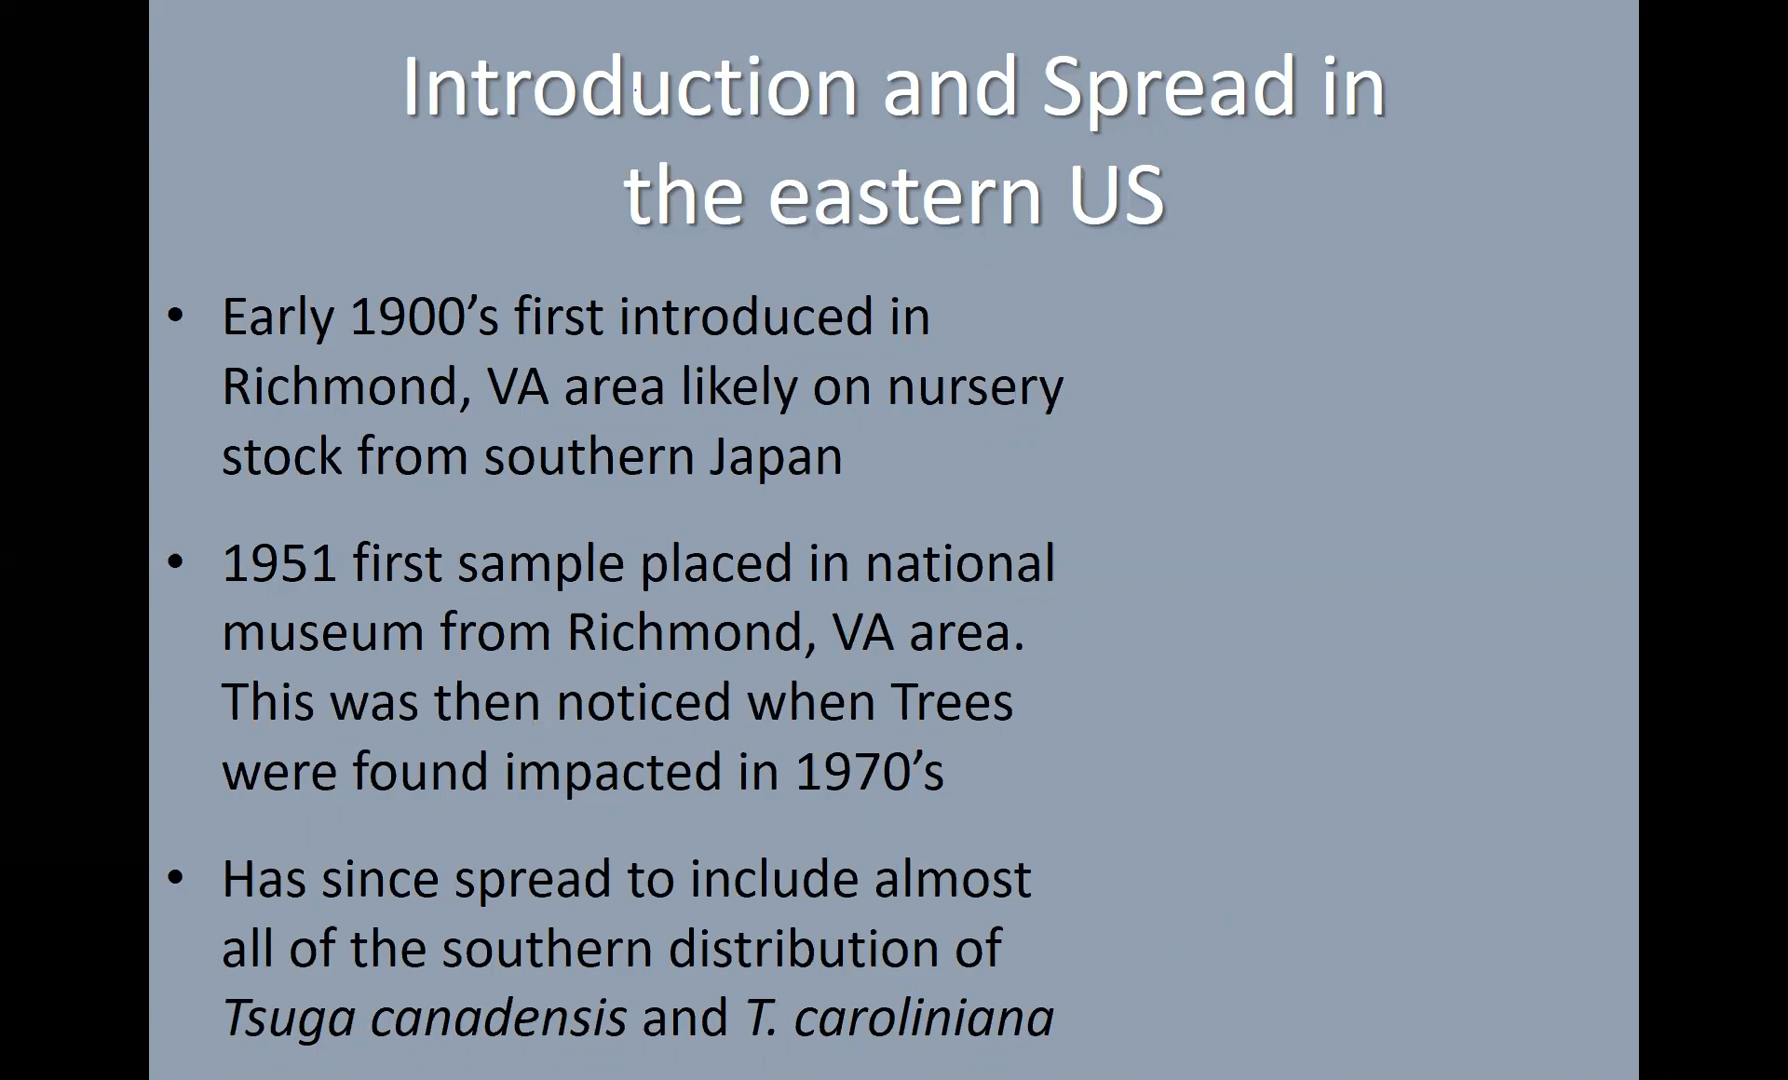 Introduction and Spread in
the eastern US
• Early 1900’s first introduced in
Richmond, VA area likely on nursery
stock from southern Japan
• 1951 first sample placed in national
museum from Richmond, VA area.
This was then noticed when Trees
were found impacted in 1970’s
• Has since spread to include almost
all of the southern distribution of
Tsuga canadensis and T. caroliniana